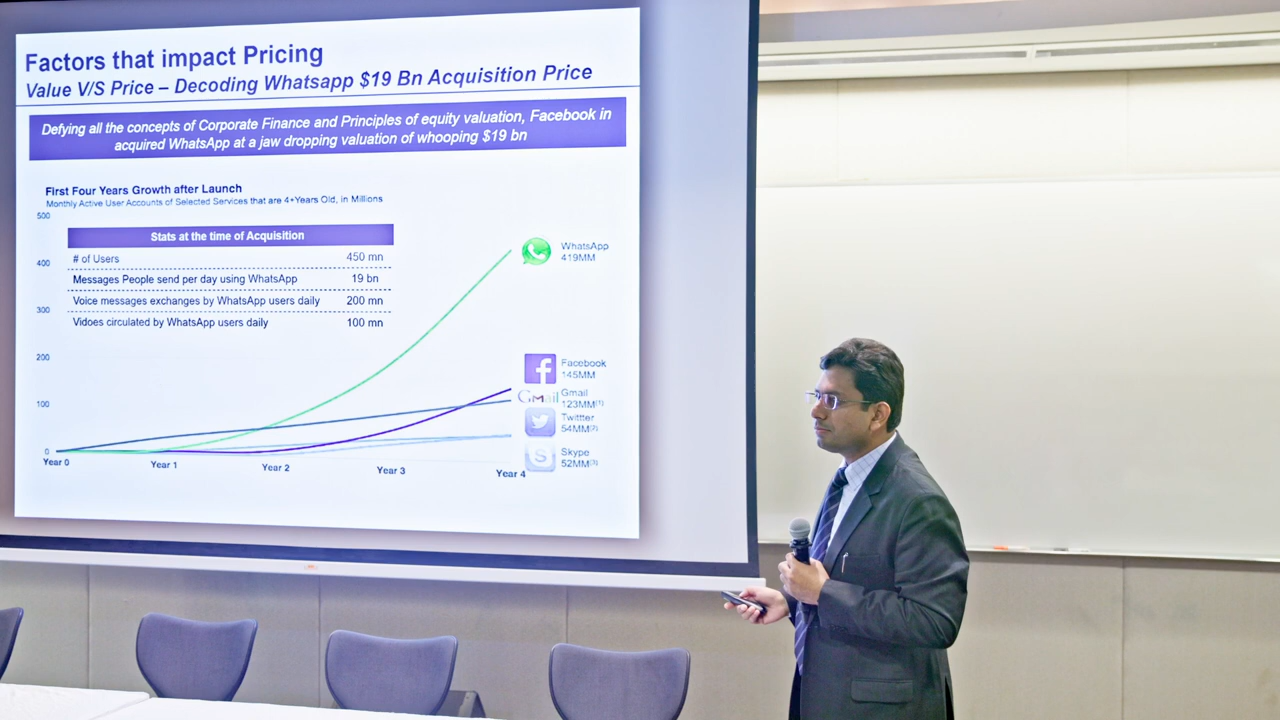 Factors that impact Pricing
Value V/S Price – Decoding Whatsapp $19 Bn Acquisition Price
Defying all the concepts of Corporate Finance and Principles of equity valuation, Facebook in
acquired WhatsApp at a jaw dropping valuation of whooping $19 bn
First Four Years Growth after Launch
Monthly Active User Accounts of Selected Services that are 4+Years Old, in Millions
500
Stats at the time of Acquisition
# of Users 450 mn
400
Messages People send per day using WhatsApp 19 bn
Voice messages exchanges by WhatsApp users daily 200 mn
300
Vidoes circulated by WhatsApp users daily 100 mn
200
100
0
WhatsApp
419MM
f
Facebook
145MM
Gmail
Gmail
123MM(1)
Twittter
54MM(2)
S
Skype
52MM(3)
Year 0 Year 1 Year 2 Year 3 Year 4